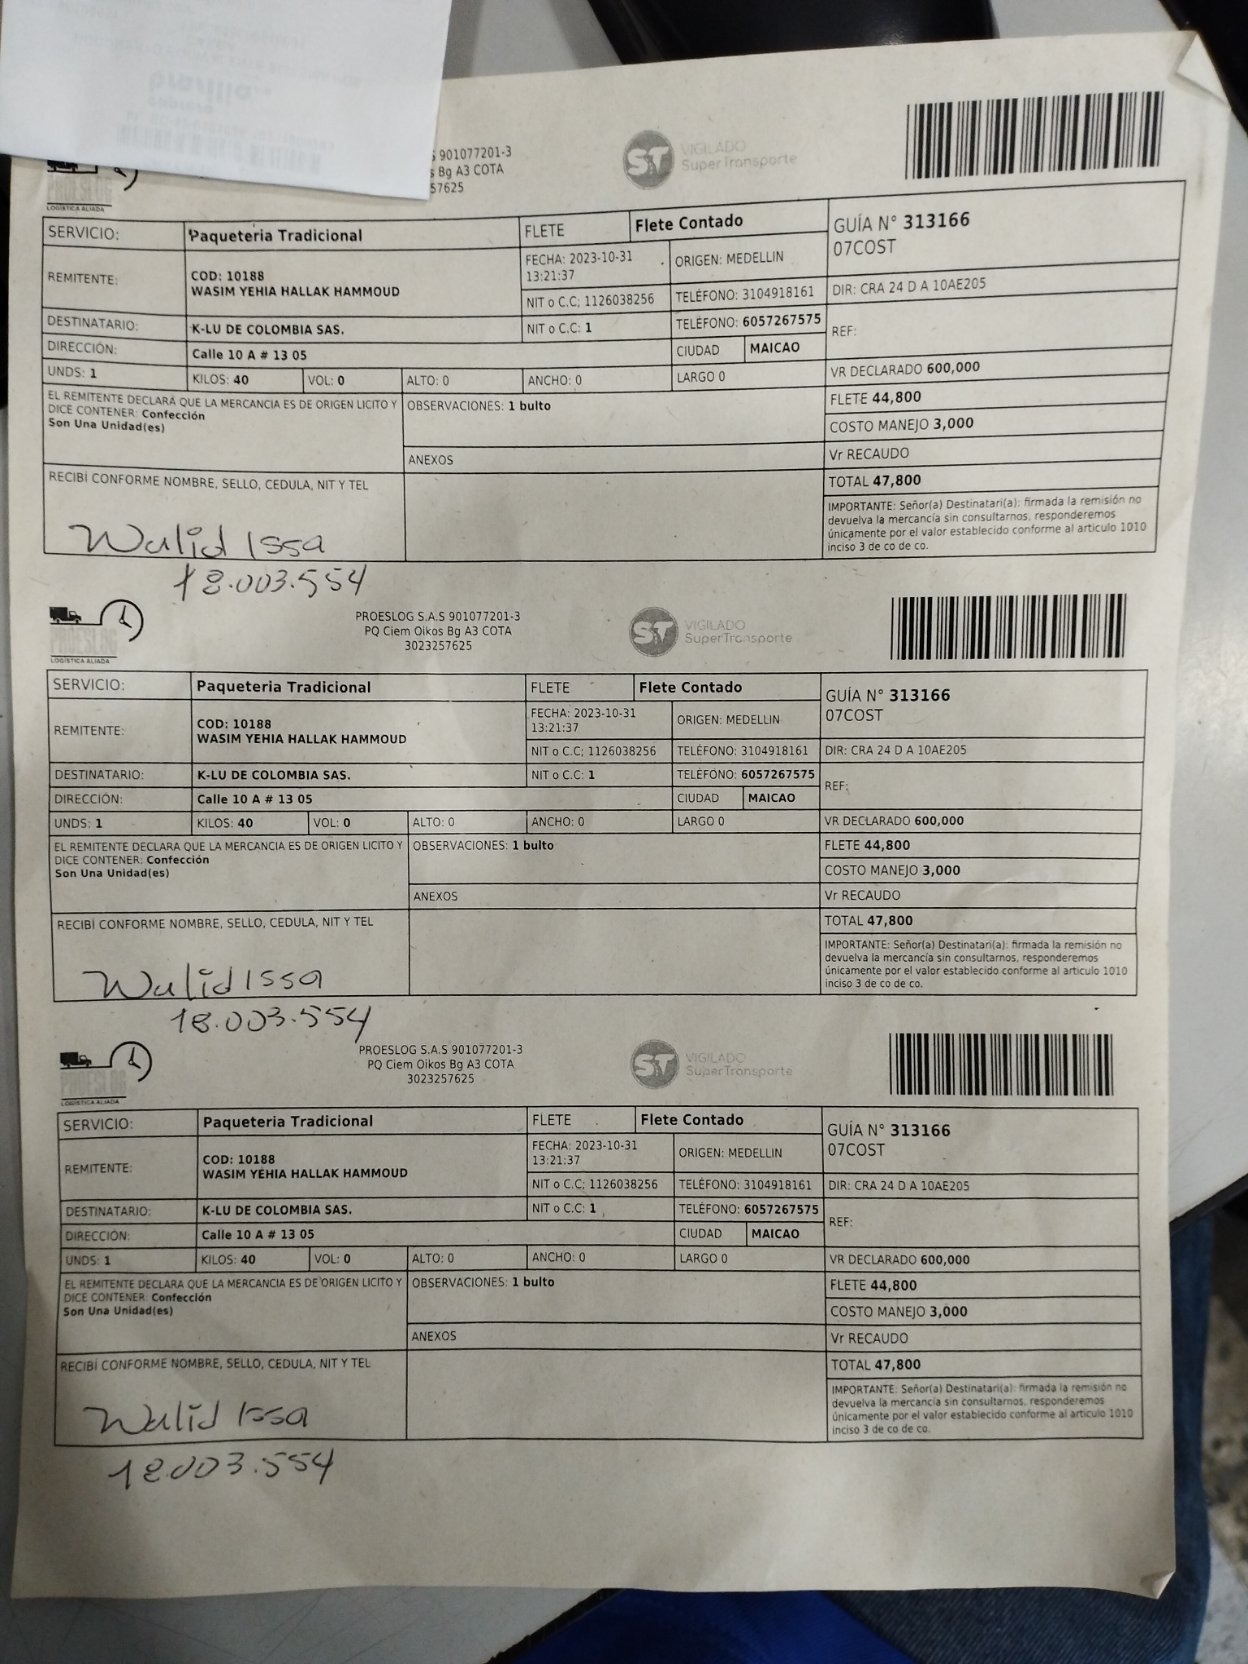 S 901077201-3
s Bg A3 COTA
57625
VIGILADO
SuperTransporte
ST
LOGÍSTICA ALIADA
SERVICIO: Paqueteria Tradicional FLETE Flete Contado GUÍA N° 313166
07COST
REMITENTE: COD: 10188
WASIM YEHIA HALLAK HAMMOUD
FECHA: 2023-10-31
13:21:37
ORIGEN: MEDELLIN
NIT o C.C; 1126038256 TELÉFONO: 3104918161 DIR: CRA 24 D A 10AE205
DESTINATARIO: K-LU DE COLOMBIA SAS. NIT o C.C: 1 TELÉFONO: 6057267575 REF:
DIRECCIÓN: Calle 10 A # 13 05 CIUDAD MAICAO
UNDS: 1 KILOS: 40 VOL: 0 ALTO: 0 ANCHO: 0 LARGO 0 VR DECLARADO 600,000
EL REMITENTE DECLARA QUE LA MERCANCIA ES DE ORIGEN LICITO Y
DICE CONTENER: Confección
Son Una Unidad(es)
OBSERVACIONES: 1 bulto
FLETE 44,800
COSTO MANEJO 3,000
ANEXOS
Vr RECAUDO
RECIBÍ CONFORME NOMBRE, SELLO, CEDULA, NIT Y TEL
TOTAL 47,800
IMPORTANTE: Señor(a) Destinatari(a): firmada la remisión no
devuelva la mercancía sin consultarnos, responderemos
únicamente por el valor establecido conforme al articulo 1010
inciso 3 de co de co.
Walid Issa
18.003.554
PROESLOG
LOGÍSTICA ALIADA
PROESLOG S.A.S 901077201-3
PQ Ciem Oikos Bg A3 COTA
3023257625
ST
VIGILADO
SuperTransporte
SERVICIO: Paqueteria Tradicional FLETE Flete Contado GUÍA N° 313166
07COST
REMITENTE: COD: 10188
WASIM YEHIA HALLAK HAMMOUD
FECHA: 2023-10-31
13:21:37
ORIGEN: MEDELLIN
NIT o C.C; 1126038256 TELÉFONO: 3104918161 DIR: CRA 24 D A 10AE205
DESTINATARIO: K-LU DE COLOMBIA SAS. NIT o C.C: 1 TELÉFONO: 6057267575 REF:
DIRECCIÓN: Calle 10 A # 13 05 CIUDAD MAICAO
UNDS: 1 KILOS: 40 VOL: 0 ALTO: 0 ANCHO: 0 LARGO 0 VR DECLARADO 600,000
EL REMITENTE DECLARA QUE LA MERCANCIA ES DE ORIGEN LICITO Y
DICE CONTENER: Confección
Son Una Unidad(es)
OBSERVACIONES: 1 bulto
FLETE 44,800
COSTO MANEJO 3,000
ANEXOS
Vr RECAUDO
RECIBÍ CONFORME NOMBRE, SELLO, CEDULA, NIT Y TEL
TOTAL 47,800
IMPORTANTE: Señor(a) Destinatari(a): firmada la remisión no
devuelva la mercancía sin consultarnos, responderemos
únicamente por el valor establecido conforme al articulo 1010
inciso 3 de co de co.
Walid Issa
18.003.554
PROESLOG
LOGÍSTICA ALIADA
PROESLOG S.A.S 901077201-3
PQ Ciem Oikos Bg A3 COTA
3023257625
ST
VIGILADO
SuperTransporte
SERVICIO: Paqueteria Tradicional FLETE Flete Contado GUÍA N° 313166
07COST
REMITENTE: COD: 10188
WASIM YEHIA HALLAK HAMMOUD
FECHA: 2023-10-31
13:21:37
ORIGEN: MEDELLIN
NIT o C.C; 1126038256 TELÉFONO: 3104918161 DIR: CRA 24 D A 10AE205
DESTINATARIO: K-LU DE COLOMBIA SAS. NIT o C.C: 1 TELÉFONO: 6057267575 REF:
DIRECCIÓN: Calle 10 A # 13 05 CIUDAD MAICAO
UNDS: 1 KILOS: 40 VOL: 0 ALTO: 0 ANCHO: 0 LARGO 0 VR DECLARADO 600,000
EL REMITENTE DECLARA QUE LA MERCANCIA ES DE ORIGEN LICITO Y
DICE CONTENER: Confección
Son Una Unidad(es)
OBSERVACIONES: 1 bulto
FLETE 44,800
COSTO MANEJO 3,000
ANEXOS
Vr RECAUDO
RECIBÍ CONFORME NOMBRE, SELLO, CEDULA, NIT Y TEL
TOTAL 47,800
IMPORTANTE: Señor(a) Destinatari(a): firmada la remisión no
devuelva la mercancía sin consultarnos, responderemos
únicamente por el valor establecido conforme al articulo 1010
inciso 3 de co de co.
Walid Issa
18.003.554